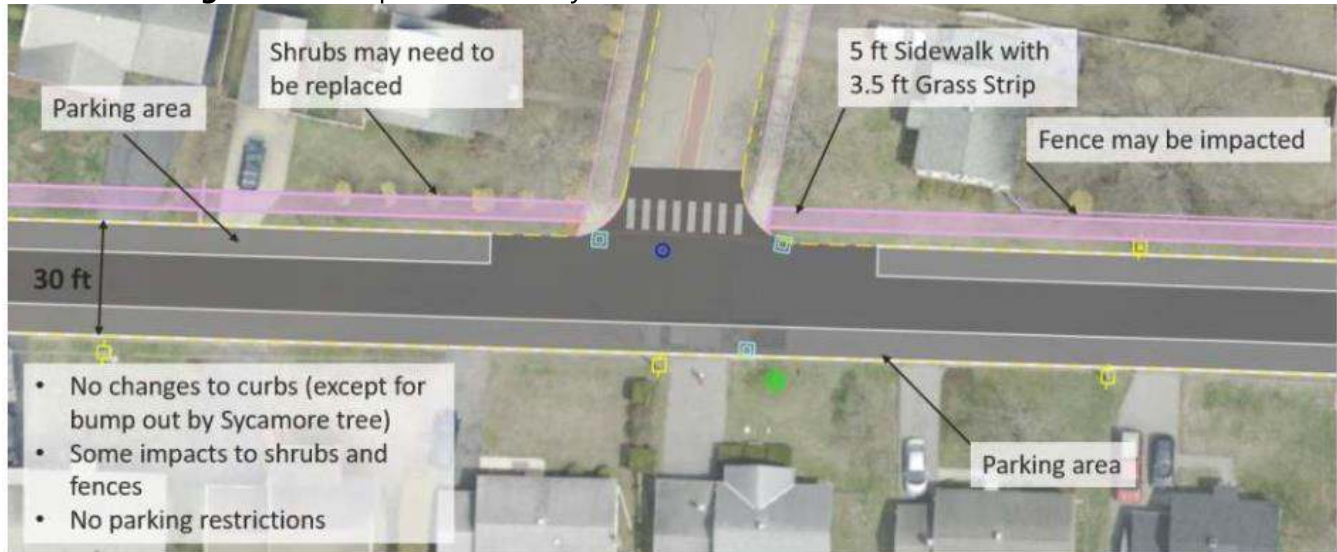 Shrubs may need to
be replaced
5 ft Sidewalk with
3.5 ft Grass Strip
Parking area
Fence may be impacted
30 ft
• No changes to curbs (except for
bump out by Sycamore tree)
• Some impacts to shrubs and
fences
• No parking restrictions
Parking area